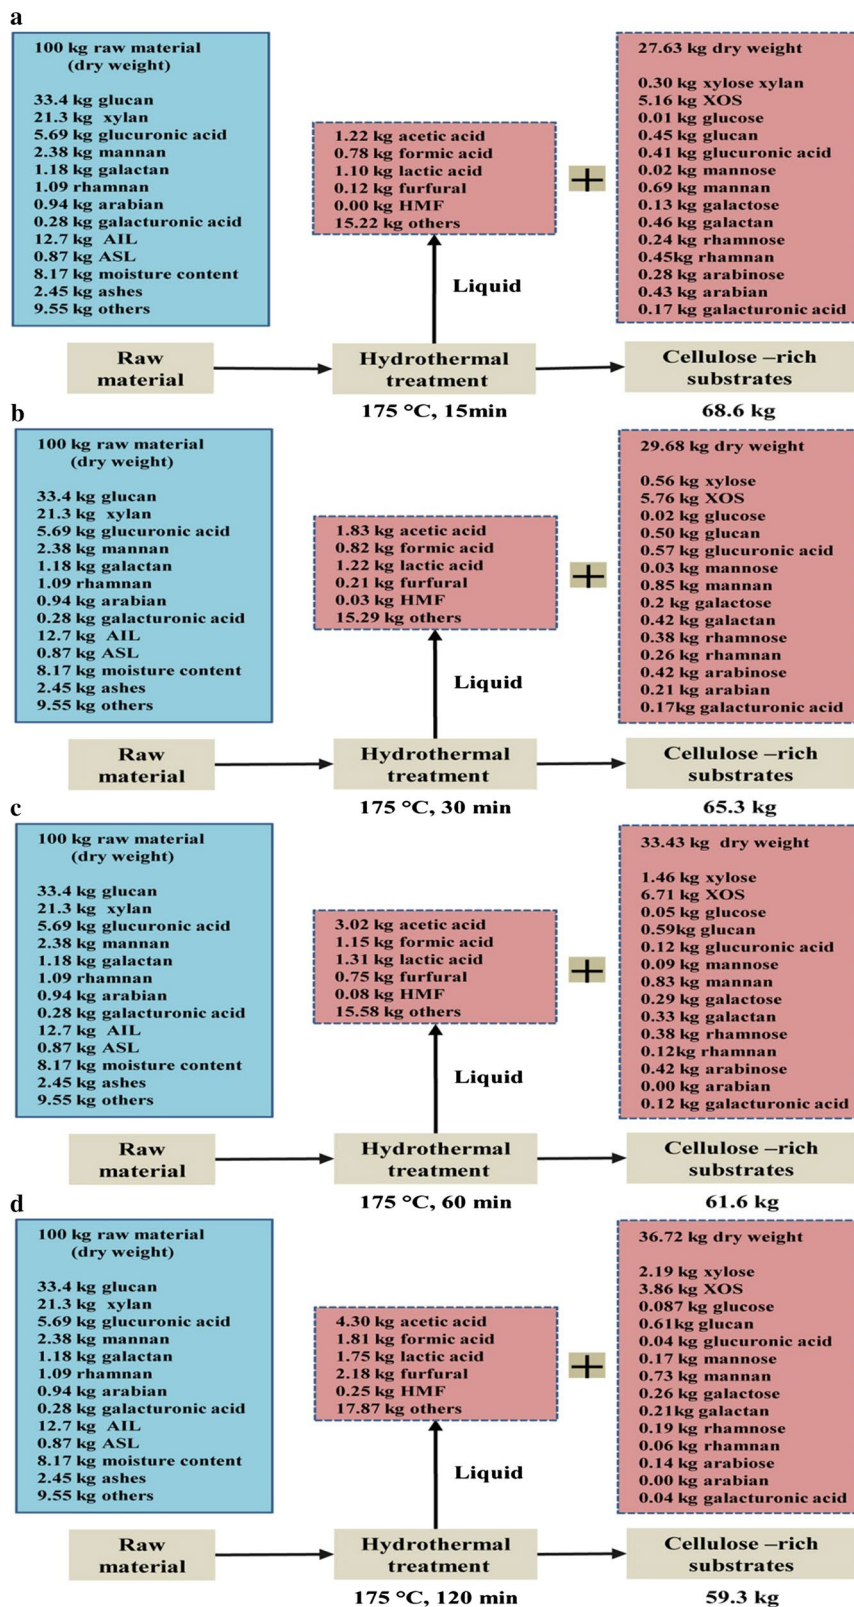 a
100 kg raw material
(dry weight)
33.4 kg glucan
21.3 kg xylan
5.69 kg glucuronic acid
2.38 kg mannan
1.18 kg galactan
1.09 rhamnan
0.94 kg arabian
0.28 kg galacturonic acid
12.7 kg AIL
0.87 kg ASL
8.17 kg moisture content
2.45 kg ashes
9.55 kg others
1.22 kg acetic acid
0.78 kg formic acid
1.10 kg lactic acid
0.12 kg furfural
0.00 kg HMF
15.22 kg others
+
27.63 kg dry weight
0.30 kg xylose xylan
5.16 kg XOS
0.01 kg glucose
0.45 kg glucan
0.41 kg glucuronic acid
0.02 kg mannose
0.69 kg mannan
0.13 kg galactose
0.46 kg galactan
0.24 kg rhamnose
0.45kg rhamnan
0.28 kg arabinose
0.43 kg arabian
0.17 kg galacturonic acid
Liquid
Raw
material
Hydrothermal
treatment
Cellulose –rich
substrates
175 °C, 15min
68.6 kg
b
100 kg raw material
(dry weight)
33.4 kg glucan
21.3 kg xylan
5.69 kg glucuronic acid
2.38 kg mannan
1.18 kg galactan
1.09 rhamnan
0.94 kg arabian
0.28 kg galacturonic acid
12.7 kg AIL
0.87 kg ASL
8.17 kg moisture content
2.45 kg ashes
9.55 kg others
1.83 kg acetic acid
0.82 kg formic acid
1.22 kg lactic acid
0.21 kg furfural
0.03 kg HMF
15.29 kg others
+
29.68 kg dry weight
0.56 kg xylose
5.76 kg XOS
0.02 kg glucose
0.50 kg glucan
0.57 kg glucuronic acid
0.03 kg mannose
0.85 kg mannan
0.2 kg galactose
0.42 kg galactan
0.38 kg rhamnose
0.26 kg rhamnan
0.42 kg arabinose
0.21 kg arabian
0.17kg galacturonic acid
Liquid
Raw
material
Hydrothermal
treatment
Cellulose –rich
substrates
175 °C, 30 min
65.3 kg
c
100 kg raw material
(dry weight)
33.4 kg glucan
21.3 kg xylan
5.69 kg glucuronic acid
2.38 kg mannan
1.18 kg galactan
1.09 rhamnan
0.94 kg arabian
0.28 kg galacturonic acid
12.7 kg AIL
0.87 kg ASL
8.17 kg moisture content
2.45 kg ashes
9.55 kg others
3.02 kg acetic acid
1.15 kg formic acid
1.31 kg lactic acid
0.75 kg furfural
0.08 kg HMF
15.58 kg others
+
33.43 kg dry weight
1.46 kg xylose
6.71 kg XOS
0.05 kg glucose
0.59kg glucan
0.12 kg glucuronic acid
0.09 kg mannose
0.83 kg mannan
0.29 kg galactose
0.33 kg galactan
0.38 kg rhamnose
0.12kg rhamnan
0.42 kg arabinose
0.00 kg arabian
0.12 kg galacturonic acid
Liquid
Raw
material
Hydrothermal
treatment
Cellulose –rich
substrates
175 °C, 60 min
61.6 kg
d
100 kg raw material
(dry weight)
33.4 kg glucan
21.3 kg xylan
5.69 kg glucuronic acid
2.38 kg mannan
1.18 kg galactan
1.09 rhamnan
0.94 kg arabian
0.28 kg galacturonic acid
12.7 kg AIL
0.87 kg ASL
8.17 kg moisture content
2.45 kg ashes
9.55 kg others
4.30 kg acetic acid
1.81 kg formic acid
1.75 kg lactic acid
2.18 kg furfural
0.25 kg HMF
17.87 kg others
+
36.72 kg dry weight
2.19 kg xylose
3.86 kg XOS
0.087 kg glucose
0.61kg glucan
0.04 kg glucuronic acid
0.17 kg mannose
0.73 kg mannan
0.26 kg galactose
0.21kg galactan
0.19 kg rhamnose
0.06 kg rhamnan
0.14 kg arabiose
0.00 kg arabian
0.04 kg galacturonic acid
Liquid
Raw
material
Hydrothermal
treatment
Cellulose –rich
substrates
175 °C, 120 min
59.3 kg